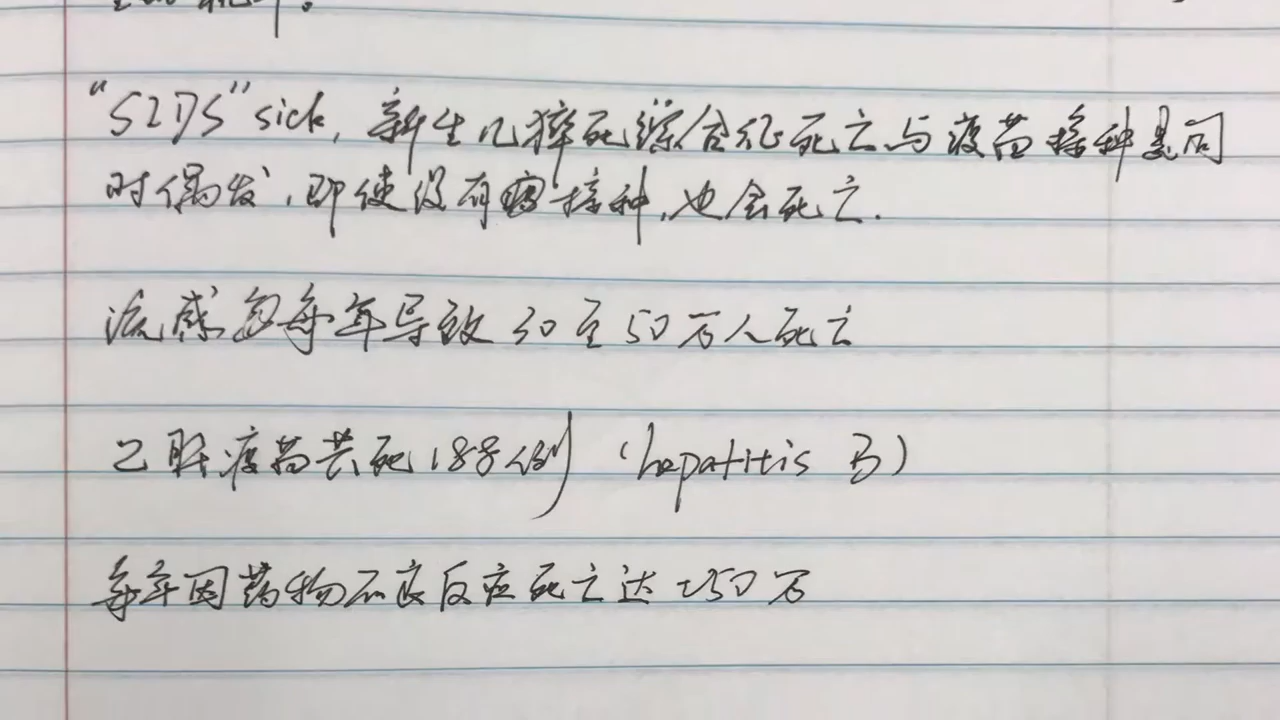 "SIDS" sick, 新生儿猝死综合征死亡与疫苗接种是同
时偶发,即使没有接种,也会死亡.
流感每年导致30至50万人死亡
乙肝疫苗共死188例 (hepatitis B)
每年因药物不良反应死亡达250万